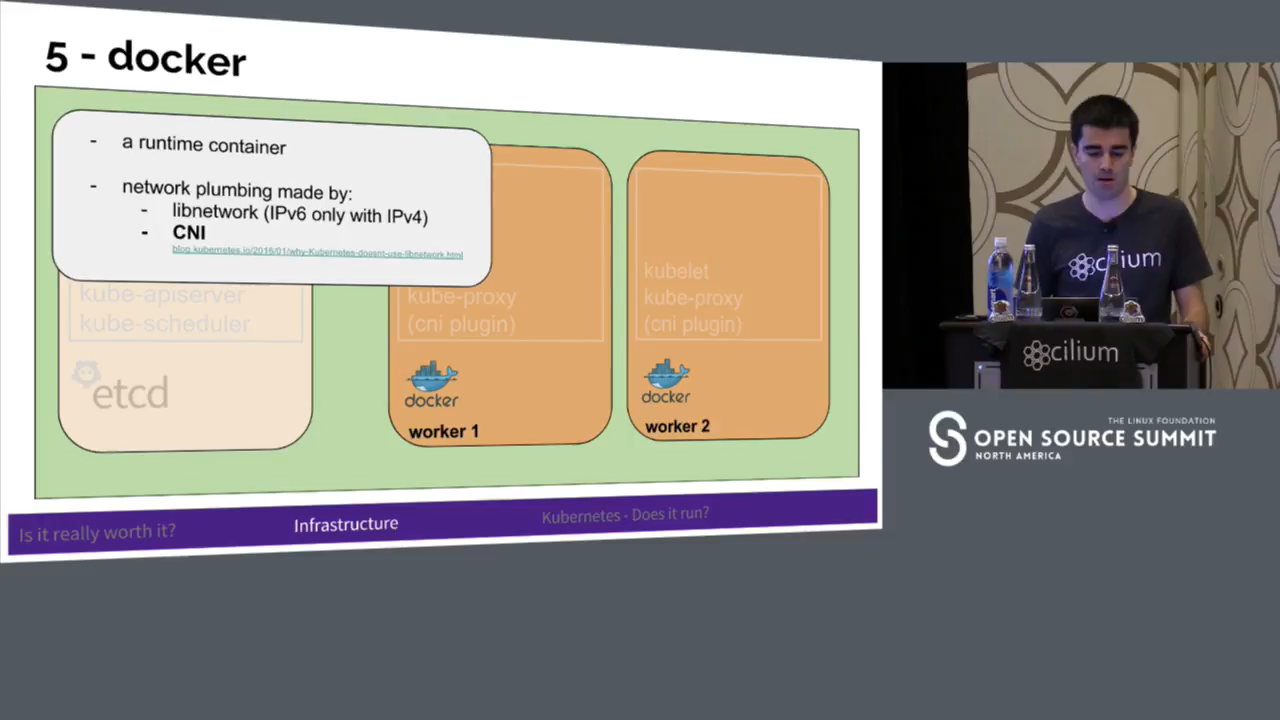 5 - docker
- a runtime container
- network plumbing made by:
- libnetwork (IPv6 only with IPv4)
- CNI
blog.kubernetes.io/2016/01/why-Kubernetes-doesnt-use-libnetwork.html
kube-apiserver
kube-scheduler
etcd
kube-proxy
(cni plugin)
docker
worker 1
kubelet
kube-proxy
(cni plugin)
docker
worker 2
Is it really worth it?
Infrastructure
Kubernetes - Does it run?
cilium
cilium
THE LINUX FOUNDATION
OPEN SOURCE SUMMIT
NORTH AMERICA